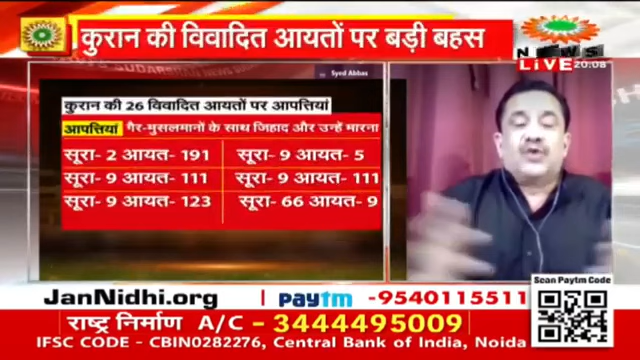 कुरान की विवादित आयतों पर बड़ी बहस
NEWS
LIVE 20:08
Syed Abbas
कुरान की 26 विवादित आयतों पर आपत्तियां
आपत्तियां गैर-मुसलमानों के साथ जिहाद और उन्हें मारना
सूरा- 2 आयत- 191 सूरा- 9 आयत- 5
सूरा- 9 आयत- 111 सूरा- 9 आयत- 111
सूरा- 9 आयत- 123 सूरा- 66 आयत- 9
Scan Paytm Code
JanNidhi.org paytm -9540115511
राष्ट्र निर्माण A/C - 3444495009
IFSC CODE - CBIN0282276, Central Bank of India, Noida